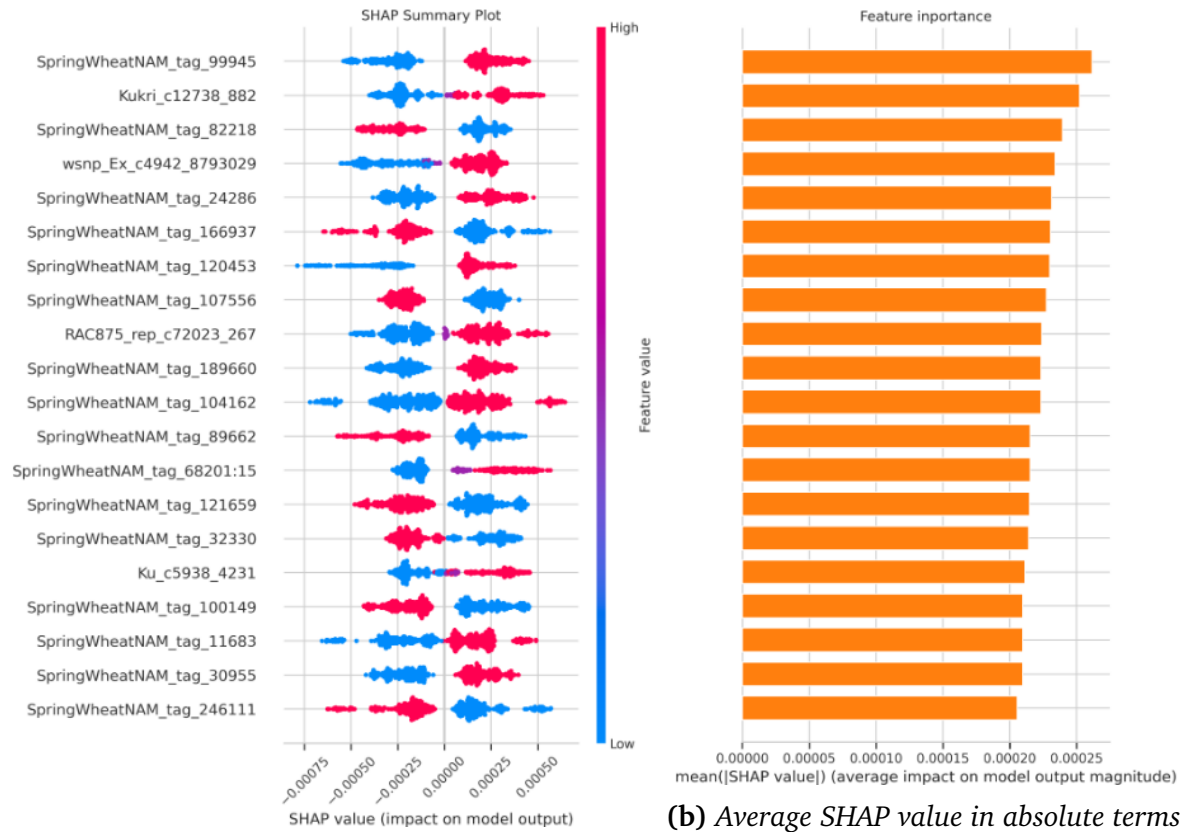 SHAP Summary Plot
SpringWheatNAM_tag_99945
Kukri_c12738_882
SpringWheatNAM_tag_82218
wsnp_Ex_c4942_8793029
SpringWheatNAM_tag_24286
SpringWheatNAM_tag_166937
SpringWheatNAM_tag_120453
SpringWheatNAM_tag_107556
RAC875_rep_c72023_267
SpringWheatNAM_tag_189660
SpringWheatNAM_tag_104162
SpringWheatNAM_tag_89662
SpringWheatNAM_tag_68201:15
SpringWheatNAM_tag_121659
SpringWheatNAM_tag_32330
Ku_c5938_4231
SpringWheatNAM_tag_100149
SpringWheatNAM_tag_11683
SpringWheatNAM_tag_30955
SpringWheatNAM_tag_246111
−0.00075 −0.00050 −0.00025 0.00000 0.00025 0.00050
SHAP value (impact on model output)
High
Feature value
Low
Feature inportance
0.00000 0.00005 0.00010 0.00015 0.00020 0.00025
mean(|SHAP value|) (average impact on model output magnitude)
(b) Average SHAP value in absolute terms